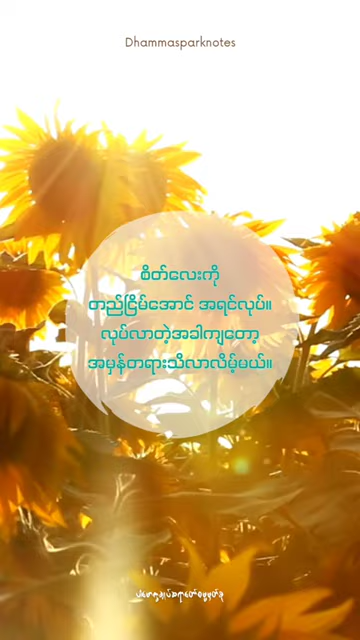 Dhammasparknotes
စိတ်လေးကို
တည်ငြိမ်အောင် အရင်လုပ်။
လုပ်လာတဲ့အခါကျတော့
အမှန်တရားသိလာလိမ့်မယ်။